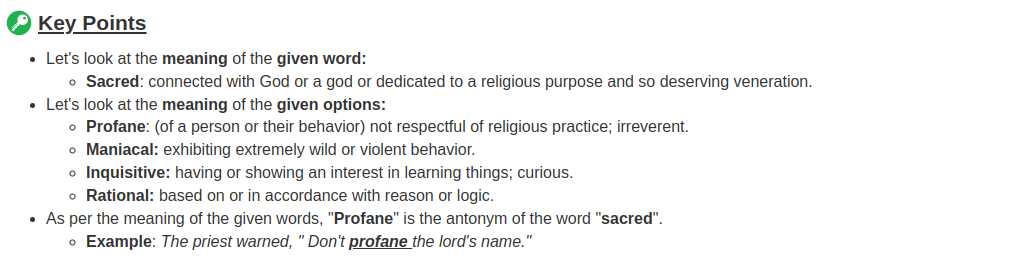 Key Points
Let's look at the meaning of the given word:
Sacred: connected with God or a god or dedicated to a religious purpose and so deserving veneration.
Let's look at the meaning of the given options:
Profane: (of a person or their behavior) not respectful of religious practice; irreverent.
Maniacal: exhibiting extremely wild or violent behavior.
Inquisitive: having or showing an interest in learning things; curious.
Rational: based on or in accordance with reason or logic.
As per the meaning of the given words, "Profane" is the antonym of the word "sacred".
Example: The priest warned, " Don't profane the lord's name."